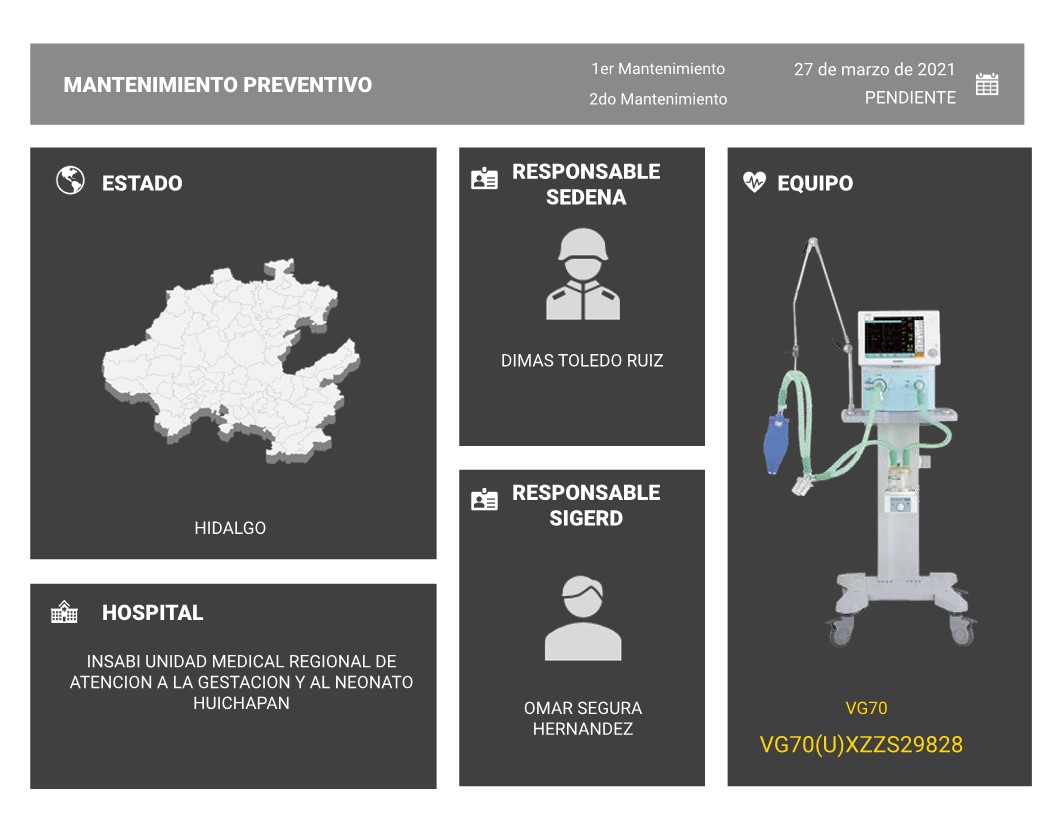 MANTENIMIENTO PREVENTIVO
1er Mantenimiento
27 de marzo de 2021
2do Mantenimiento
PENDIENTE
ESTADO
HIDALGO
HOSPITAL
INSABI UNIDAD MEDICAL REGIONAL DE
ATENCION A LA GESTACION Y AL NEONATO
HUICHAPAN
RESPONSABLE
SEDENA
DIMAS TOLEDO RUIZ
RESPONSABLE
SIGERD
OMAR SEGURA
HERNANDEZ
EQUIPO
VG70
VG70(U)XZZS29828